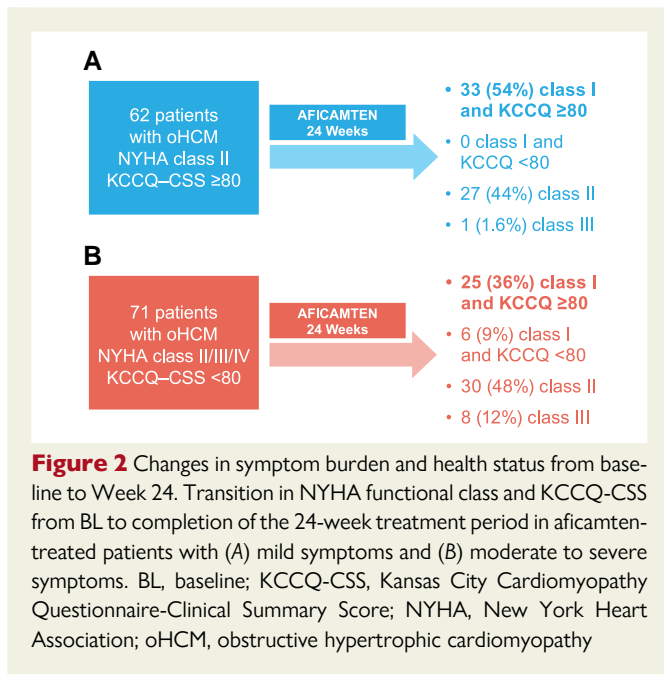 A
62 patients
with oHCM
NYHA class II
KCCQ–CSS ≥80
AFICAMTEN
24 Weeks
• 33 (54%) class I
and KCCQ ≥80
• 0 class I and
KCCQ <80
• 27 (44%) class II
• 1 (1.6%) class III
B
71 patients
with oHCM
NYHA class II/III/IV
KCCQ–CSS <80
AFICAMTEN
24 Weeks
• 25 (36%) class I
and KCCQ ≥80
• 6 (9%) class I
and KCCQ <80
• 30 (48%) class II
• 8 (12%) class III
Figure 2 Changes in symptom burden and health status from base-
line to Week 24. Transition in NYHA functional class and KCCQ-CSS
from BL to completion of the 24-week treatment period in aficamten-
treated patients with (A) mild symptoms and (B) moderate to severe
symptoms. BL, baseline; KCCQ-CSS, Kansas City Cardiomyopathy
Questionnaire-Clinical Summary Score; NYHA, New York Heart
Association; oHCM, obstructive hypertrophic cardiomyopathy